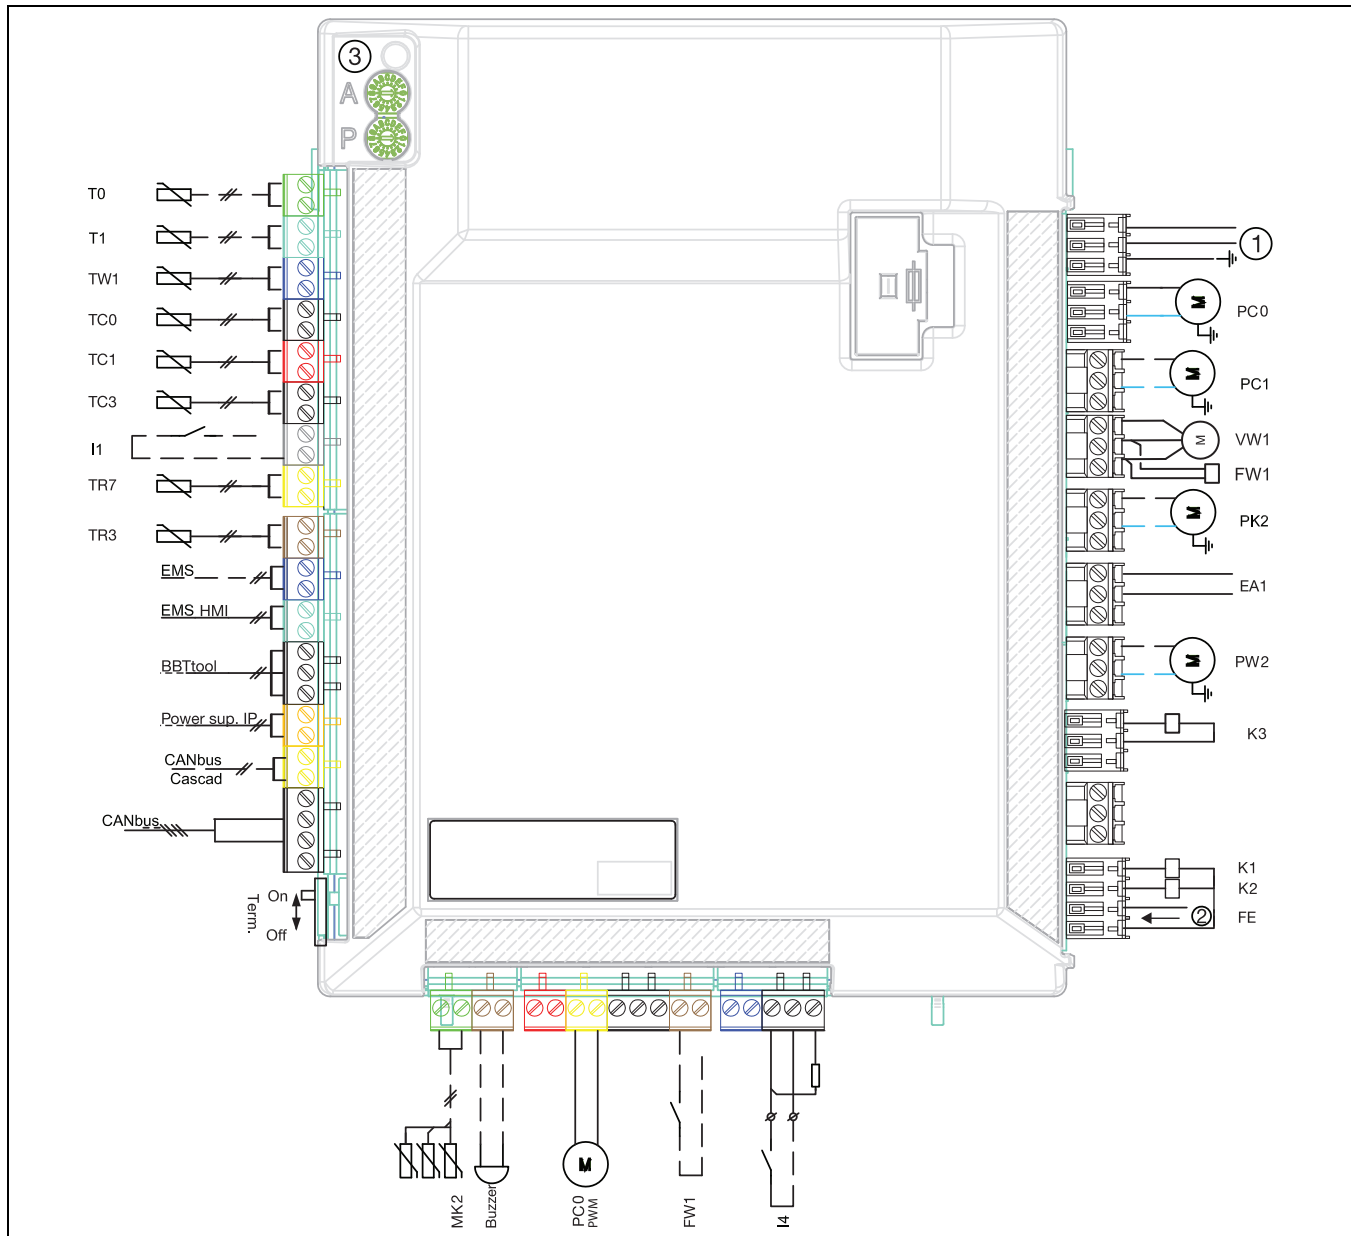 3
A
P
T0
T1
TW1
TC0
TC1
TC3
I1
TR7
TR3
EMS
EMS HMI
BBTtool
Power sup. IP
CANbus
Cascad
CANbus
Term.
On
Off
1
M
PC0
M
PC1
M
VW1
FW1
M
PK2
EA1
M
PW2
K3
K1
K2
2
FE
MK2
Buzzer
M
PC0
PWM
FW1
I4